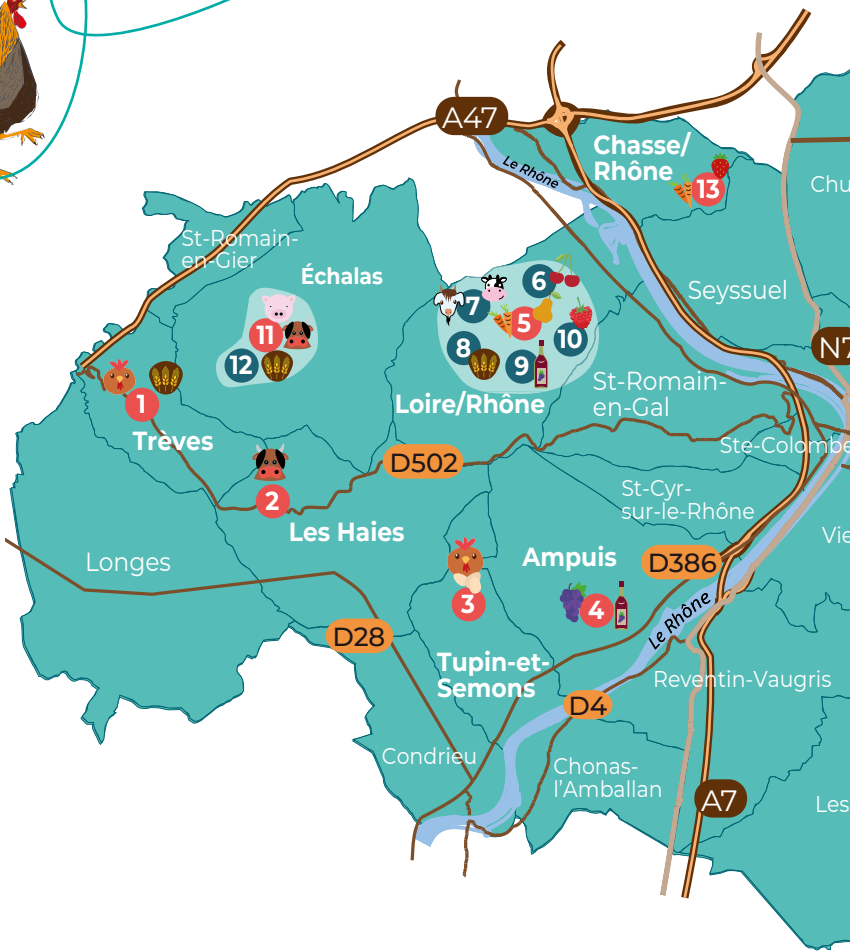 A47
Le Rhône
Chasse/
Rhône
13
Chu
St-Romain-
en-Gier
Échalas
6
7
Seyssuel
11
5
10
8
12
9
N7
1
Loire/Rhône
St-Romain-
en-Gal
Trèves
Ste-Colombe
D502
2
St-Cyr-
sur-le-Rhône
Les Haies
Vie
Longes
Ampuis
D386
3
4
Le Rhône
D28
Tupin-et-
Semons
Reventin-Vaugris
D4
Condrieu
Chonas-
l'Amballan
A7
Les